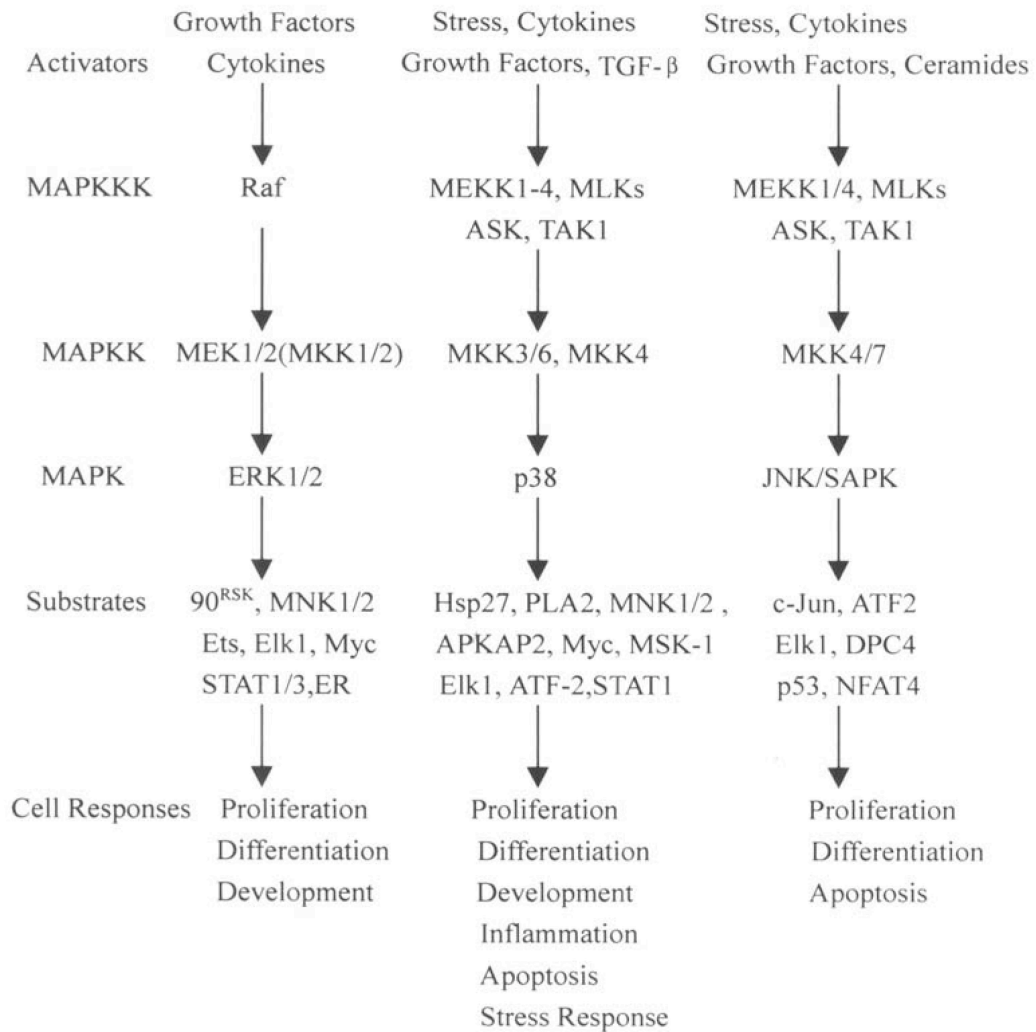 Growth Factors Stress, Cytokines Stress, Cytokines
Activators Cytokines Growth Factors, TGF-β Growth Factors, Ceramides
MAPKKK Raf MEKK1-4, MLKs MEKK1/4, MLKs
ASK, TAK1 ASK, TAK1
MAPKK MEK1/2(MKK1/2) MKK3/6, MKK4 MKK4/7
MAPK ERK1/2 p38 JNK/SAPK
Substrates 90RSK, MNK1/2 Hsp27, PLA2, MNK1/2 , c-Jun, ATF2
Ets, Elk1, Myc APKAP2, Myc, MSK-1 Elk1, DPC4
STAT1/3,ER Elk1, ATF-2,STAT1 p53, NFAT4
Cell Responses Proliferation Proliferation Proliferation
Differentiation Differentiation Differentiation
Development Development Apoptosis
Inflammation
Apoptosis
Stress Response